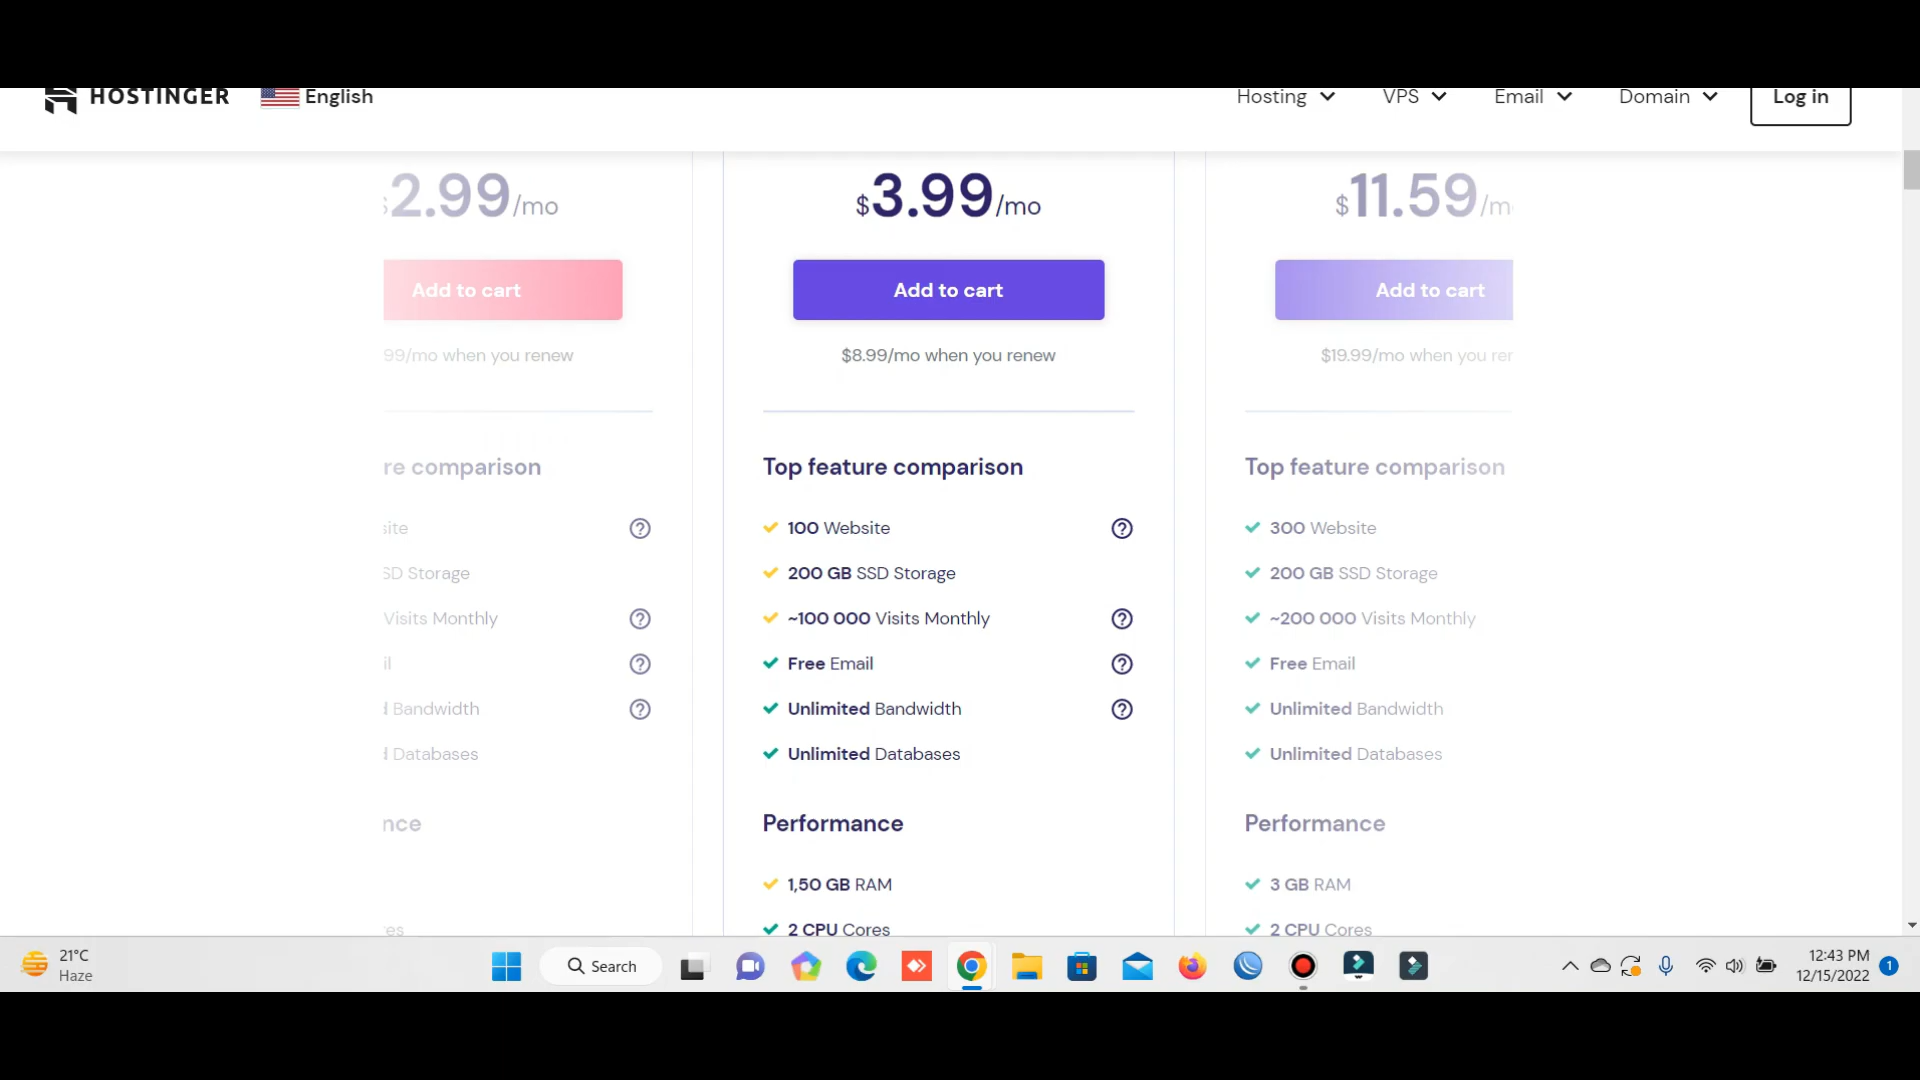 HOSTINGER English Hosting VPS Email Domain Log in
$2.99/mo
Add to cart
99/mo when you renew
re comparison
site
SD Storage
Visits Monthly
il
d Bandwidth
d Databases
nce
res
$3.99/mo
Add to cart
$8.99/mo when you renew
Top feature comparison
100 Website
200 GB SSD Storage
~100 000 Visits Monthly
Free Email
Unlimited Bandwidth
Unlimited Databases
Performance
1,50 GB RAM
2 CPU Cores
$11.59/m
Add to cart
$19.99/mo when you rer
Top feature comparison
300 Website
200 GB SSD Storage
~200 000 Visits Monthly
Free Email
Unlimited Bandwidth
Unlimited Databases
Performance
3 GB RAM
2 CPU Cores
21°C
Haze
Search
12:43 PM
12/15/2022
1